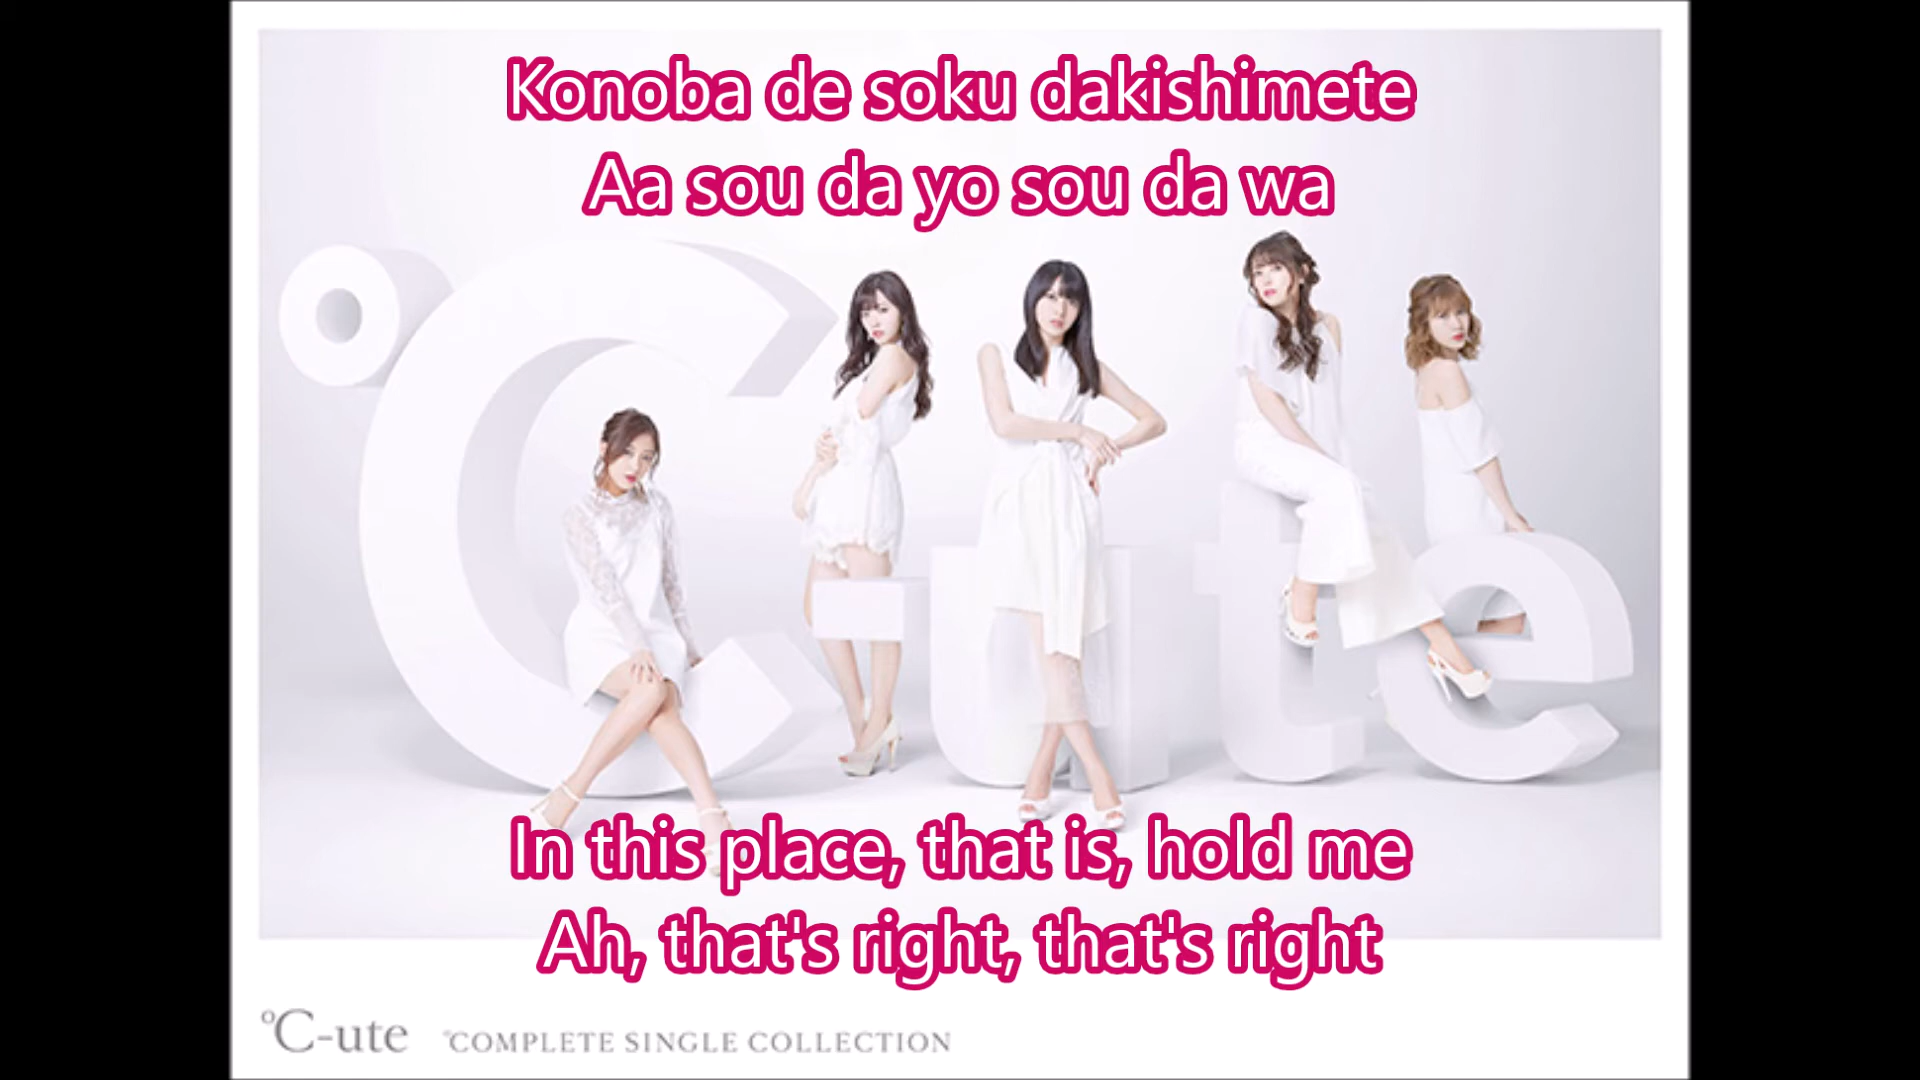 Konoba de soku dakishimete
Aa sou da yo sou da wa
°C-ute
In this place, that is, hold me
Ah, that's right, that's right
°C-ute °COMPLETE SINGLE COLLECTION